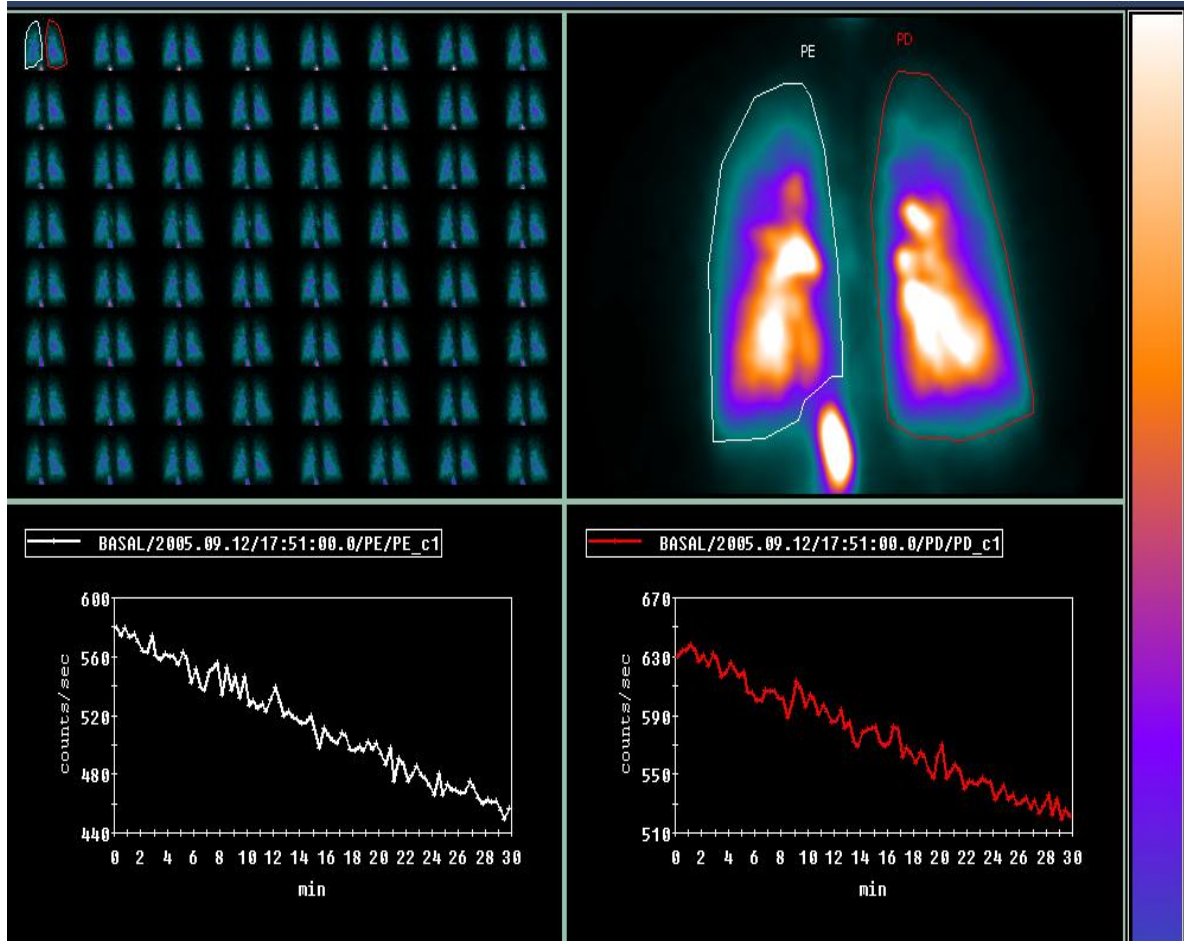 PE
PD
BASAL/2005.09.12/17:51:00.0/PE/PE_c1
600
560
520
480
440
counts/sec
0 2 4 6 8 10 12 14 16 18 20 22 24 26 28 30
min
BASAL/2005.09.12/17:51:00.0/PD/PD_c1
670
630
590
550
510
counts/sec
0 2 4 6 8 10 12 14 16 18 20 22 24 26 28 30
min